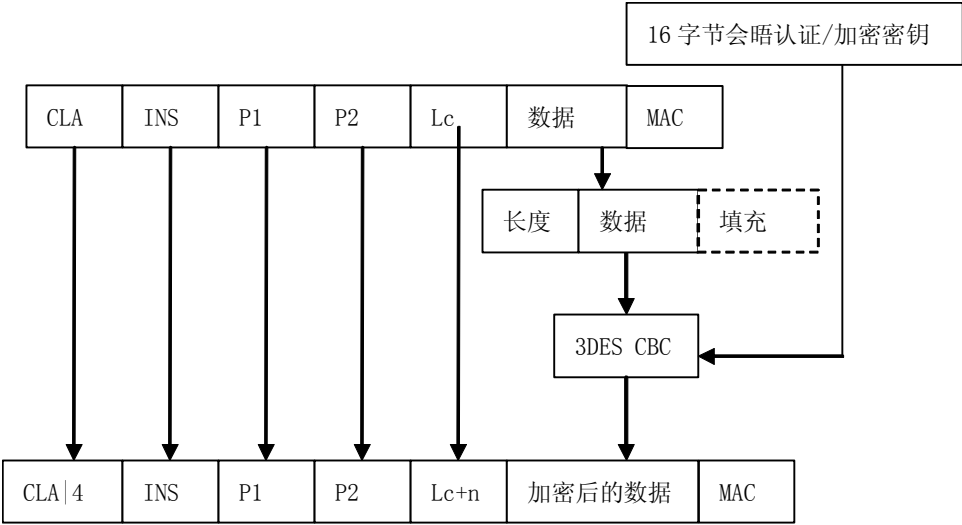 16 字节会晤认证/加密密钥
CLA INS P1 P2 Lc 数据 MAC
长度 数据 填充
3DES CBC
CLA|4 INS P1 P2 Lc+n 加密后的数据 MAC